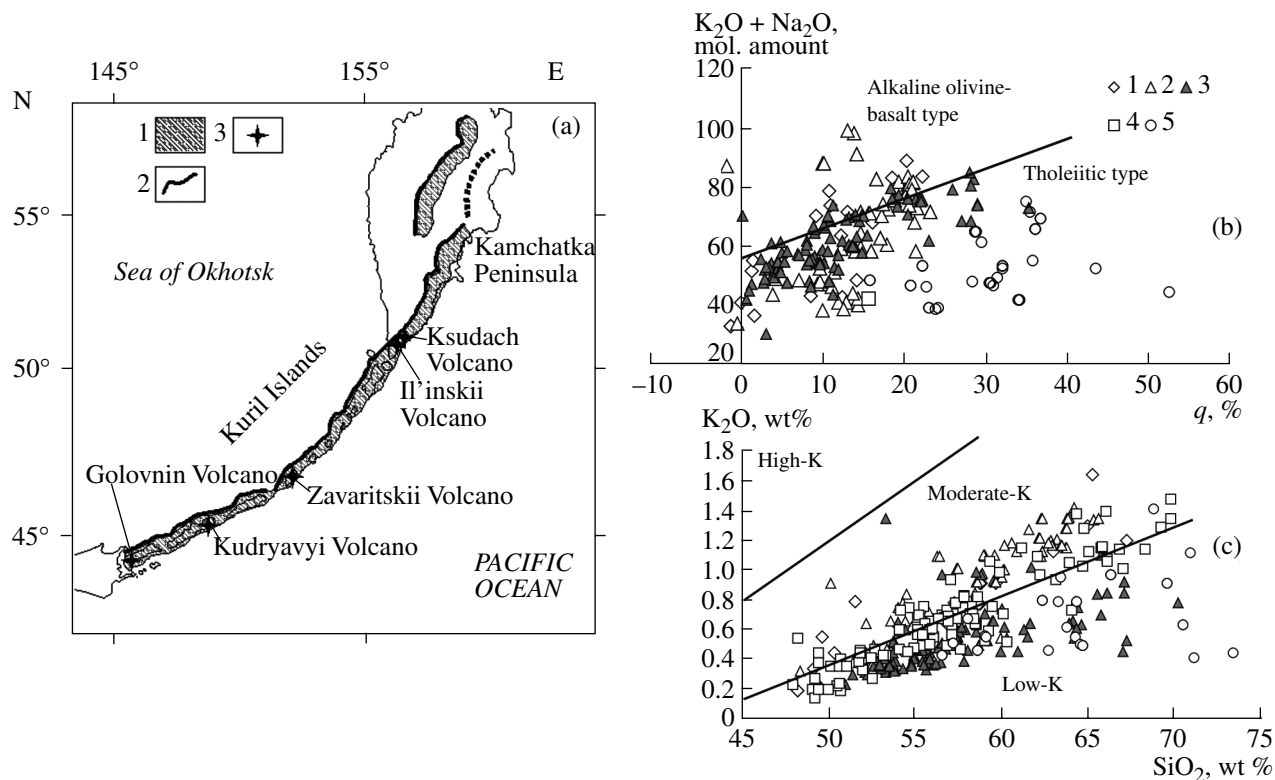 145°
155°
E
N
1
3
(a)
2
55°
Kamchatka
Peninsula
Sea of Okhotsk
50°
Ksudach
Volcano
Il’inskii
Volcano
Kuril Islands
Golovnin Volcano
Zavaritskii Volcano
45°
Kudryavyi Volcano
PACIFIC
OCEAN
K₂O + Na₂O,
mol. amount
120
Alkaline olivine-
basalt type
1 2 3
4 5
100
Tholeiitic type
80
(b)
60
40
20
–10 0 10 20 30 40 50 60
q, %
K₂O, wt%
1.8
High-K
1.6
Moderate-K
1.4
1.2
(c)
1.0
0.8
0.6
0.4
Low-K
0.2
0
45 50 55 60 65 70 75
SiO₂, wt %